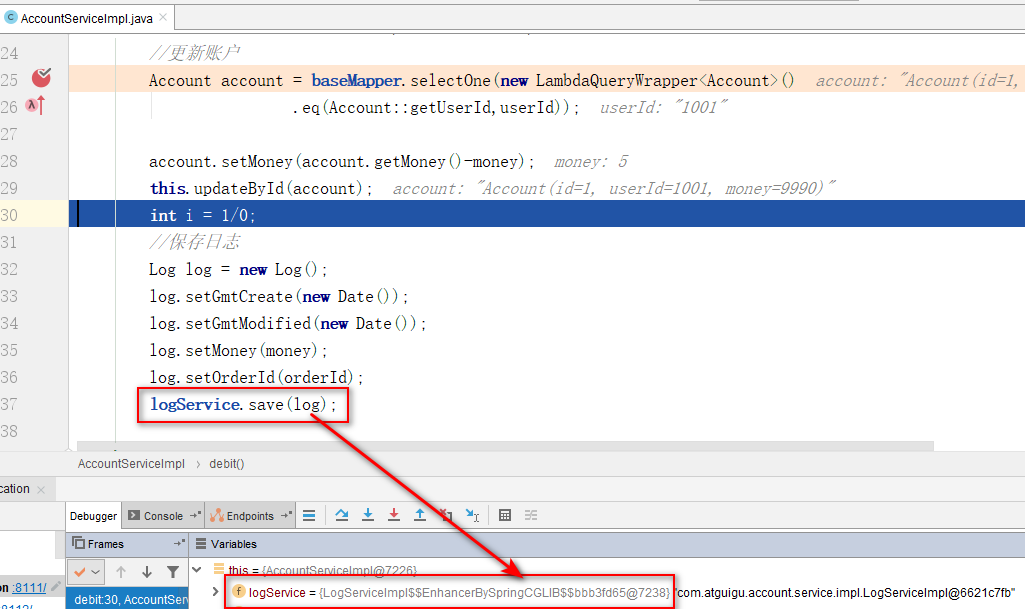 AccountServiceImpl.java
24 //更新账户
25 Account account = baseMapper.selectOne(new LambdaQueryWrapper<Account>() account: "Account(id=1,
26 .eq(Account::getUserId,userId)); userId: "1001"
27
28 account.setMoney(account.getMoney()-money); money: 5
29 this.updateById(account); account: "Account(id=1, userId=1001, money=9990)"
30 int i = 1/0;
31 //保存日志
32 Log log = new Log();
33 log.setGmtCreate(new Date());
34 log.setGmtModified(new Date());
35 log.setMoney(money);
36 log.setOrderId(orderId);
37 logService.save(log);
38
AccountServiceImpl › debit()
cation
Debugger Console Endpoints
Frames Variables
this = {AccountServiceImpl@7226}
on :8111/ logService = {LogServiceImpl$$EnhancerBySpringCGLIB$$bbb3fd65@7238} "com.atguigu.account.service.impl.LogServiceImpl@6621c7fb"
:8112/ debit:30, AccountServ